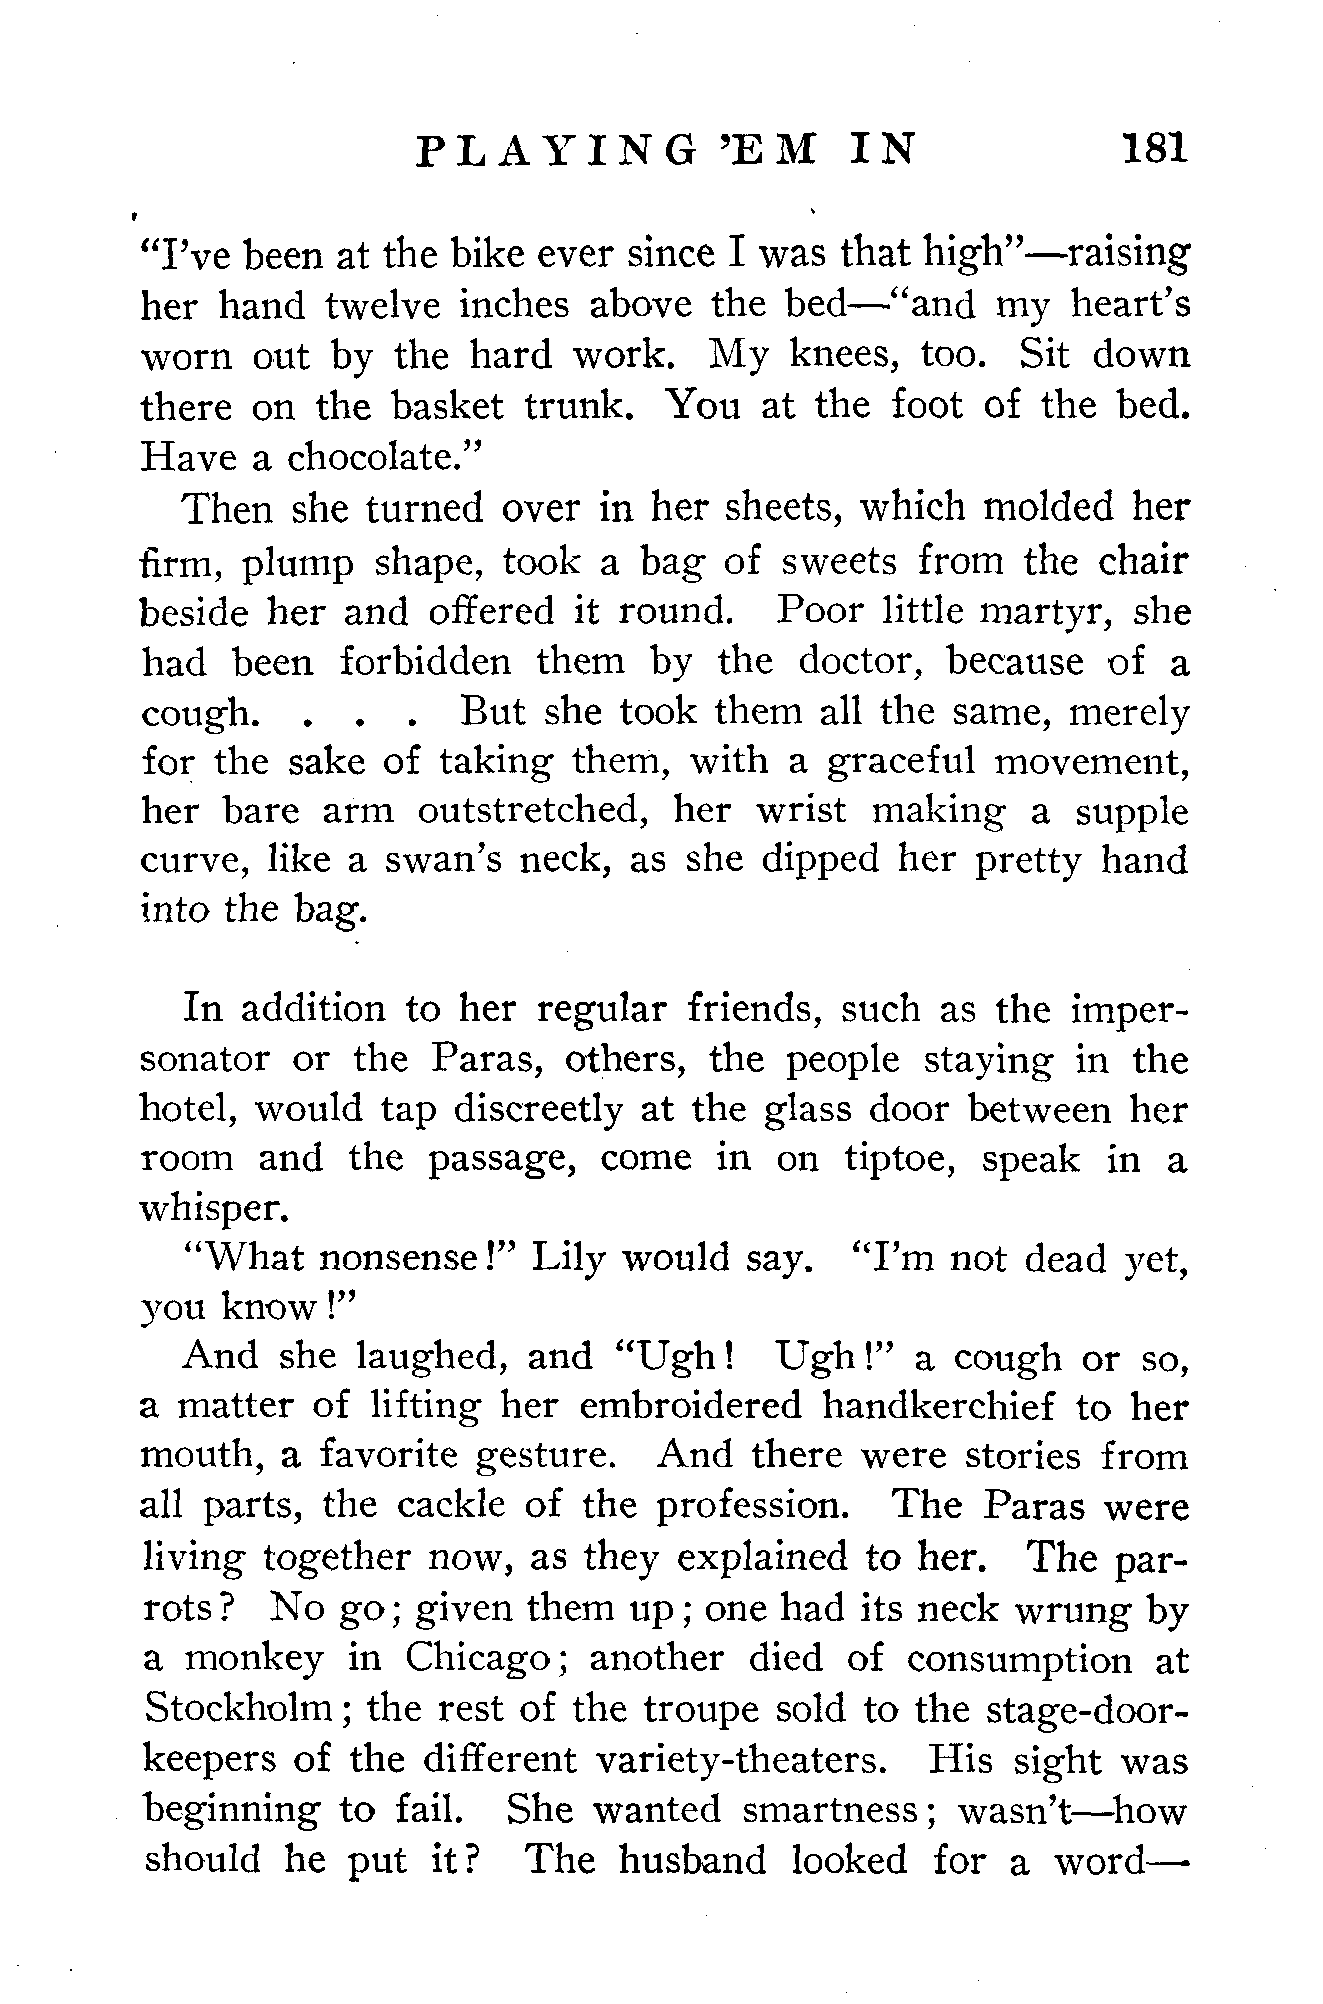 PLAYING 'EM IN 181
"I've been at the bike ever since I was that high"—raising
her hand twelve inches above the bed—"and my heart's
worn out by the hard work. My knees, too. Sit down
there on the basket trunk. You at the foot of the bed.
Have a chocolate."
Then she turned over in her sheets, which molded her
firm, plump shape, took a bag of sweets from the chair
beside her and offered it round. Poor little martyr, she
had been forbidden them by the doctor, because of a
cough. . . . But she took them all the same, merely
for the sake of taking them, with a graceful movement,
her bare arm outstretched, her wrist making a supple
curve, like a swan's neck, as she dipped her pretty hand
into the bag.
In addition to her regular friends, such as the imper-
sonator or the Paras, others, the people staying in the
hotel, would tap discreetly at the glass door between her
room and the passage, come in on tiptoe, speak in a
whisper.
"What nonsense!" Lily would say. "I'm not dead yet,
you know!"
And she laughed, and "Ugh! Ugh!" a cough or so,
a matter of lifting her embroidered handkerchief to her
mouth, a favorite gesture. And there were stories from
all parts, the cackle of the profession. The Paras were
living together now, as they explained to her. The par-
rots? No go; given them up; one had its neck wrung by
a monkey in Chicago; another died of consumption at
Stockholm; the rest of the troupe sold to the stage-door-
keepers of the different variety-theaters. His sight was
beginning to fail. She wanted smartness; wasn't—how
should he put it? The husband looked for a word—